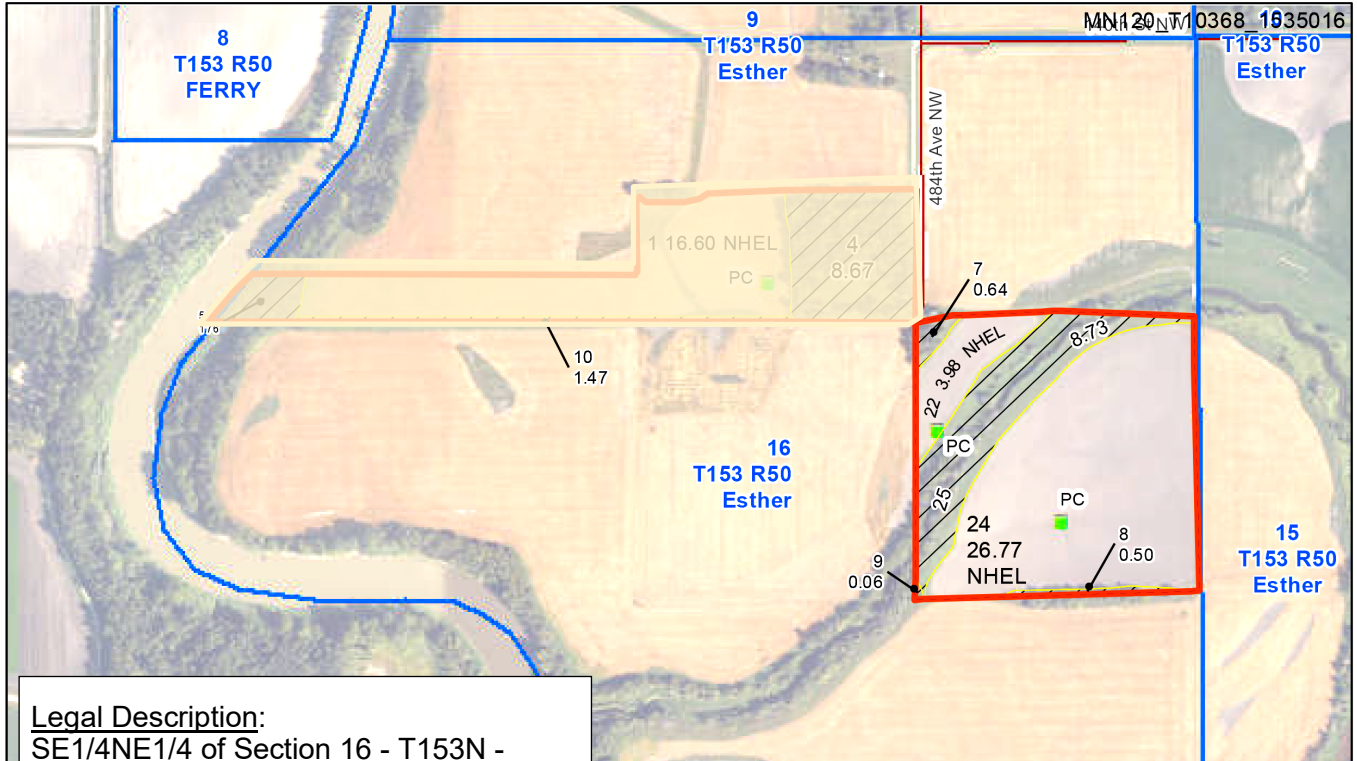 MN120_T10368_1535016
8
T153 R50
FERRY
9
T153 R50
Esther
T153 R50
Esther
484th Ave NW
1 16.60 NHEL
PC
4
8.67
7
0.64
10
1.47
22 3.98 NHEL
8.73
PC
25
16
T153 R50
Esther
PC
24
26.77
NHEL
8
0.50
9
0.06
15
T153 R50
Esther
Legal Description:
SE1/4NE1/4 of Section 16 - T153N -